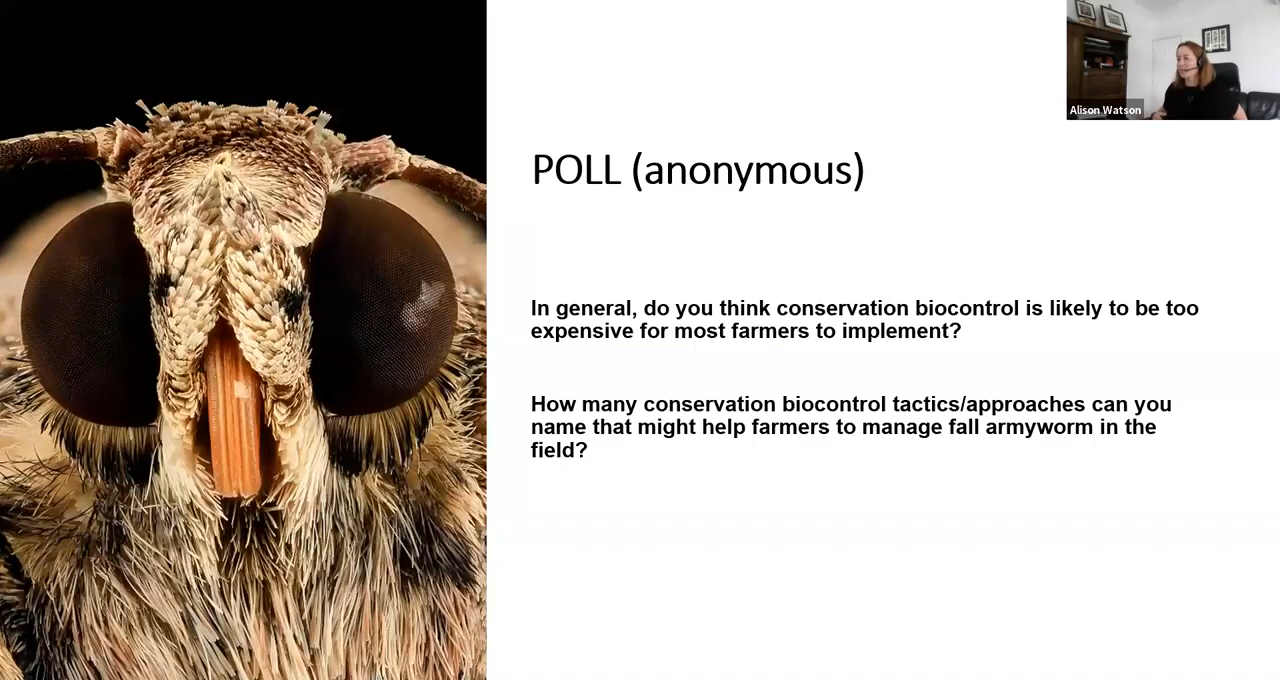 Alison Watson
POLL (anonymous)
In general, do you think conservation biocontrol is likely to be too
expensive for most farmers to implement?
How many conservation biocontrol tactics/approaches can you
name that might help farmers to manage fall armyworm in the
field?